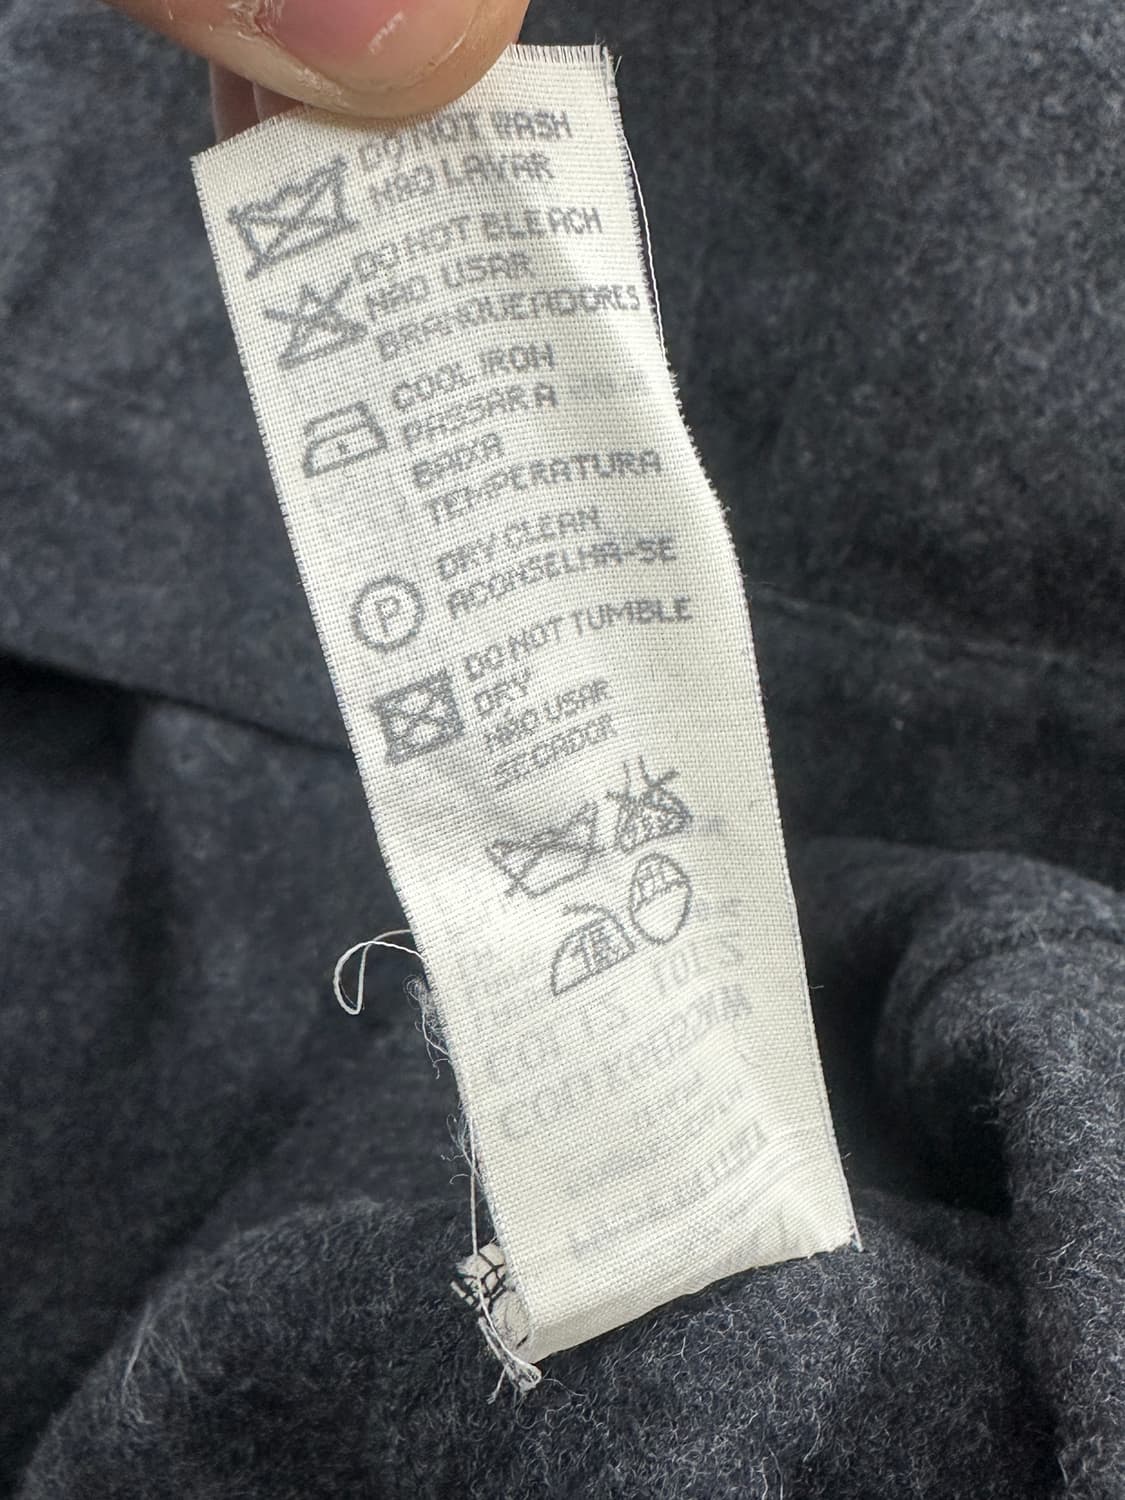 DO NOT WASH
NÃO LAVAR
DO NOT BLEACH
NÃO USAR
BRANQUEADORES
COOL IRON
PASSAR A
BAIXA
TEMPERATURA
P
DRY CLEAN
ACONSELHA-SE
DO NOT TUMBLE
DRY
NÃO USAR
SECADOR